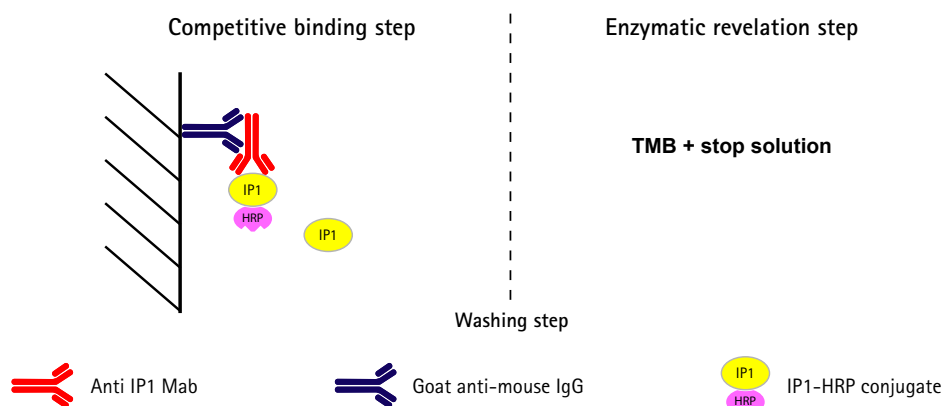 Competitive binding step
Enzymatic revelation step
TMB + stop solution
IP1
HRP
IP1
Washing step
Anti IP1 Mab
Goat anti-mouse IgG
IP1
HRP
IP1-HRP conjugate